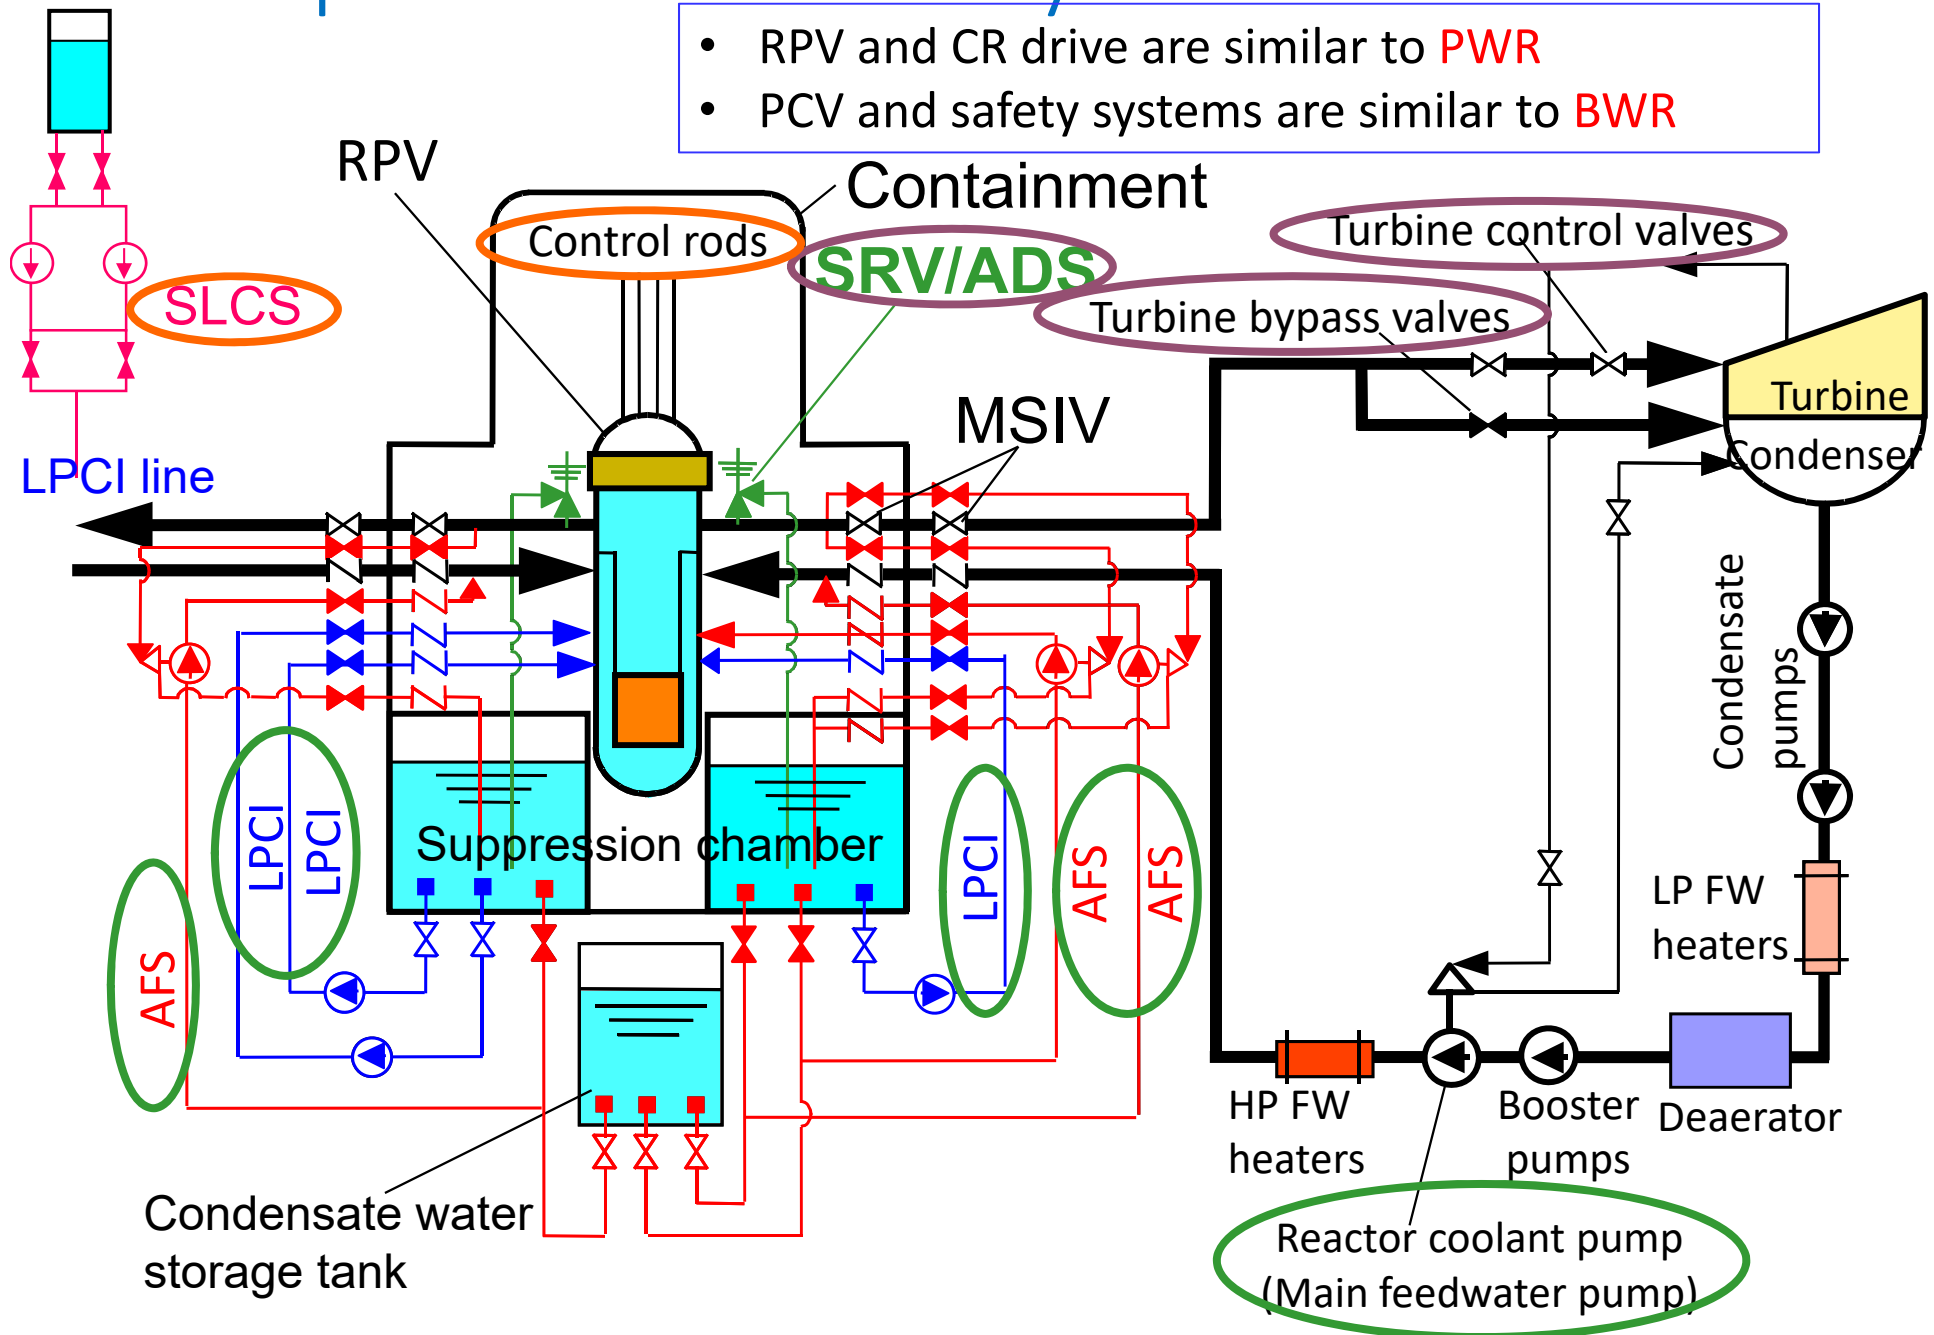 • RPV and CR drive are similar to PWR
• PCV and safety systems are similar to BWR
RPV
Containment
Control rods
SRV/ADS
Turbine control valves
Turbine bypass valves
SLCS
MSIV
Turbine
Condenser
LPCI line
Condensate
pumps
Suppression chamber
LPCI
LPCI
LPCI
AFS
AFS
AFS
LP FW
heaters
HP FW
heaters
Booster
pumps
Deaerator
Condensate water
storage tank
Reactor coolant pump
(Main feedwater pump)